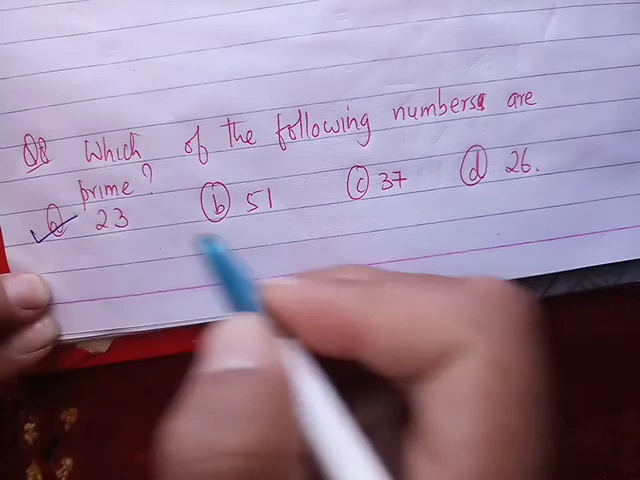 Q8 Which of the following numbers are
prime?
a 23 b 51 c 37 d 26.